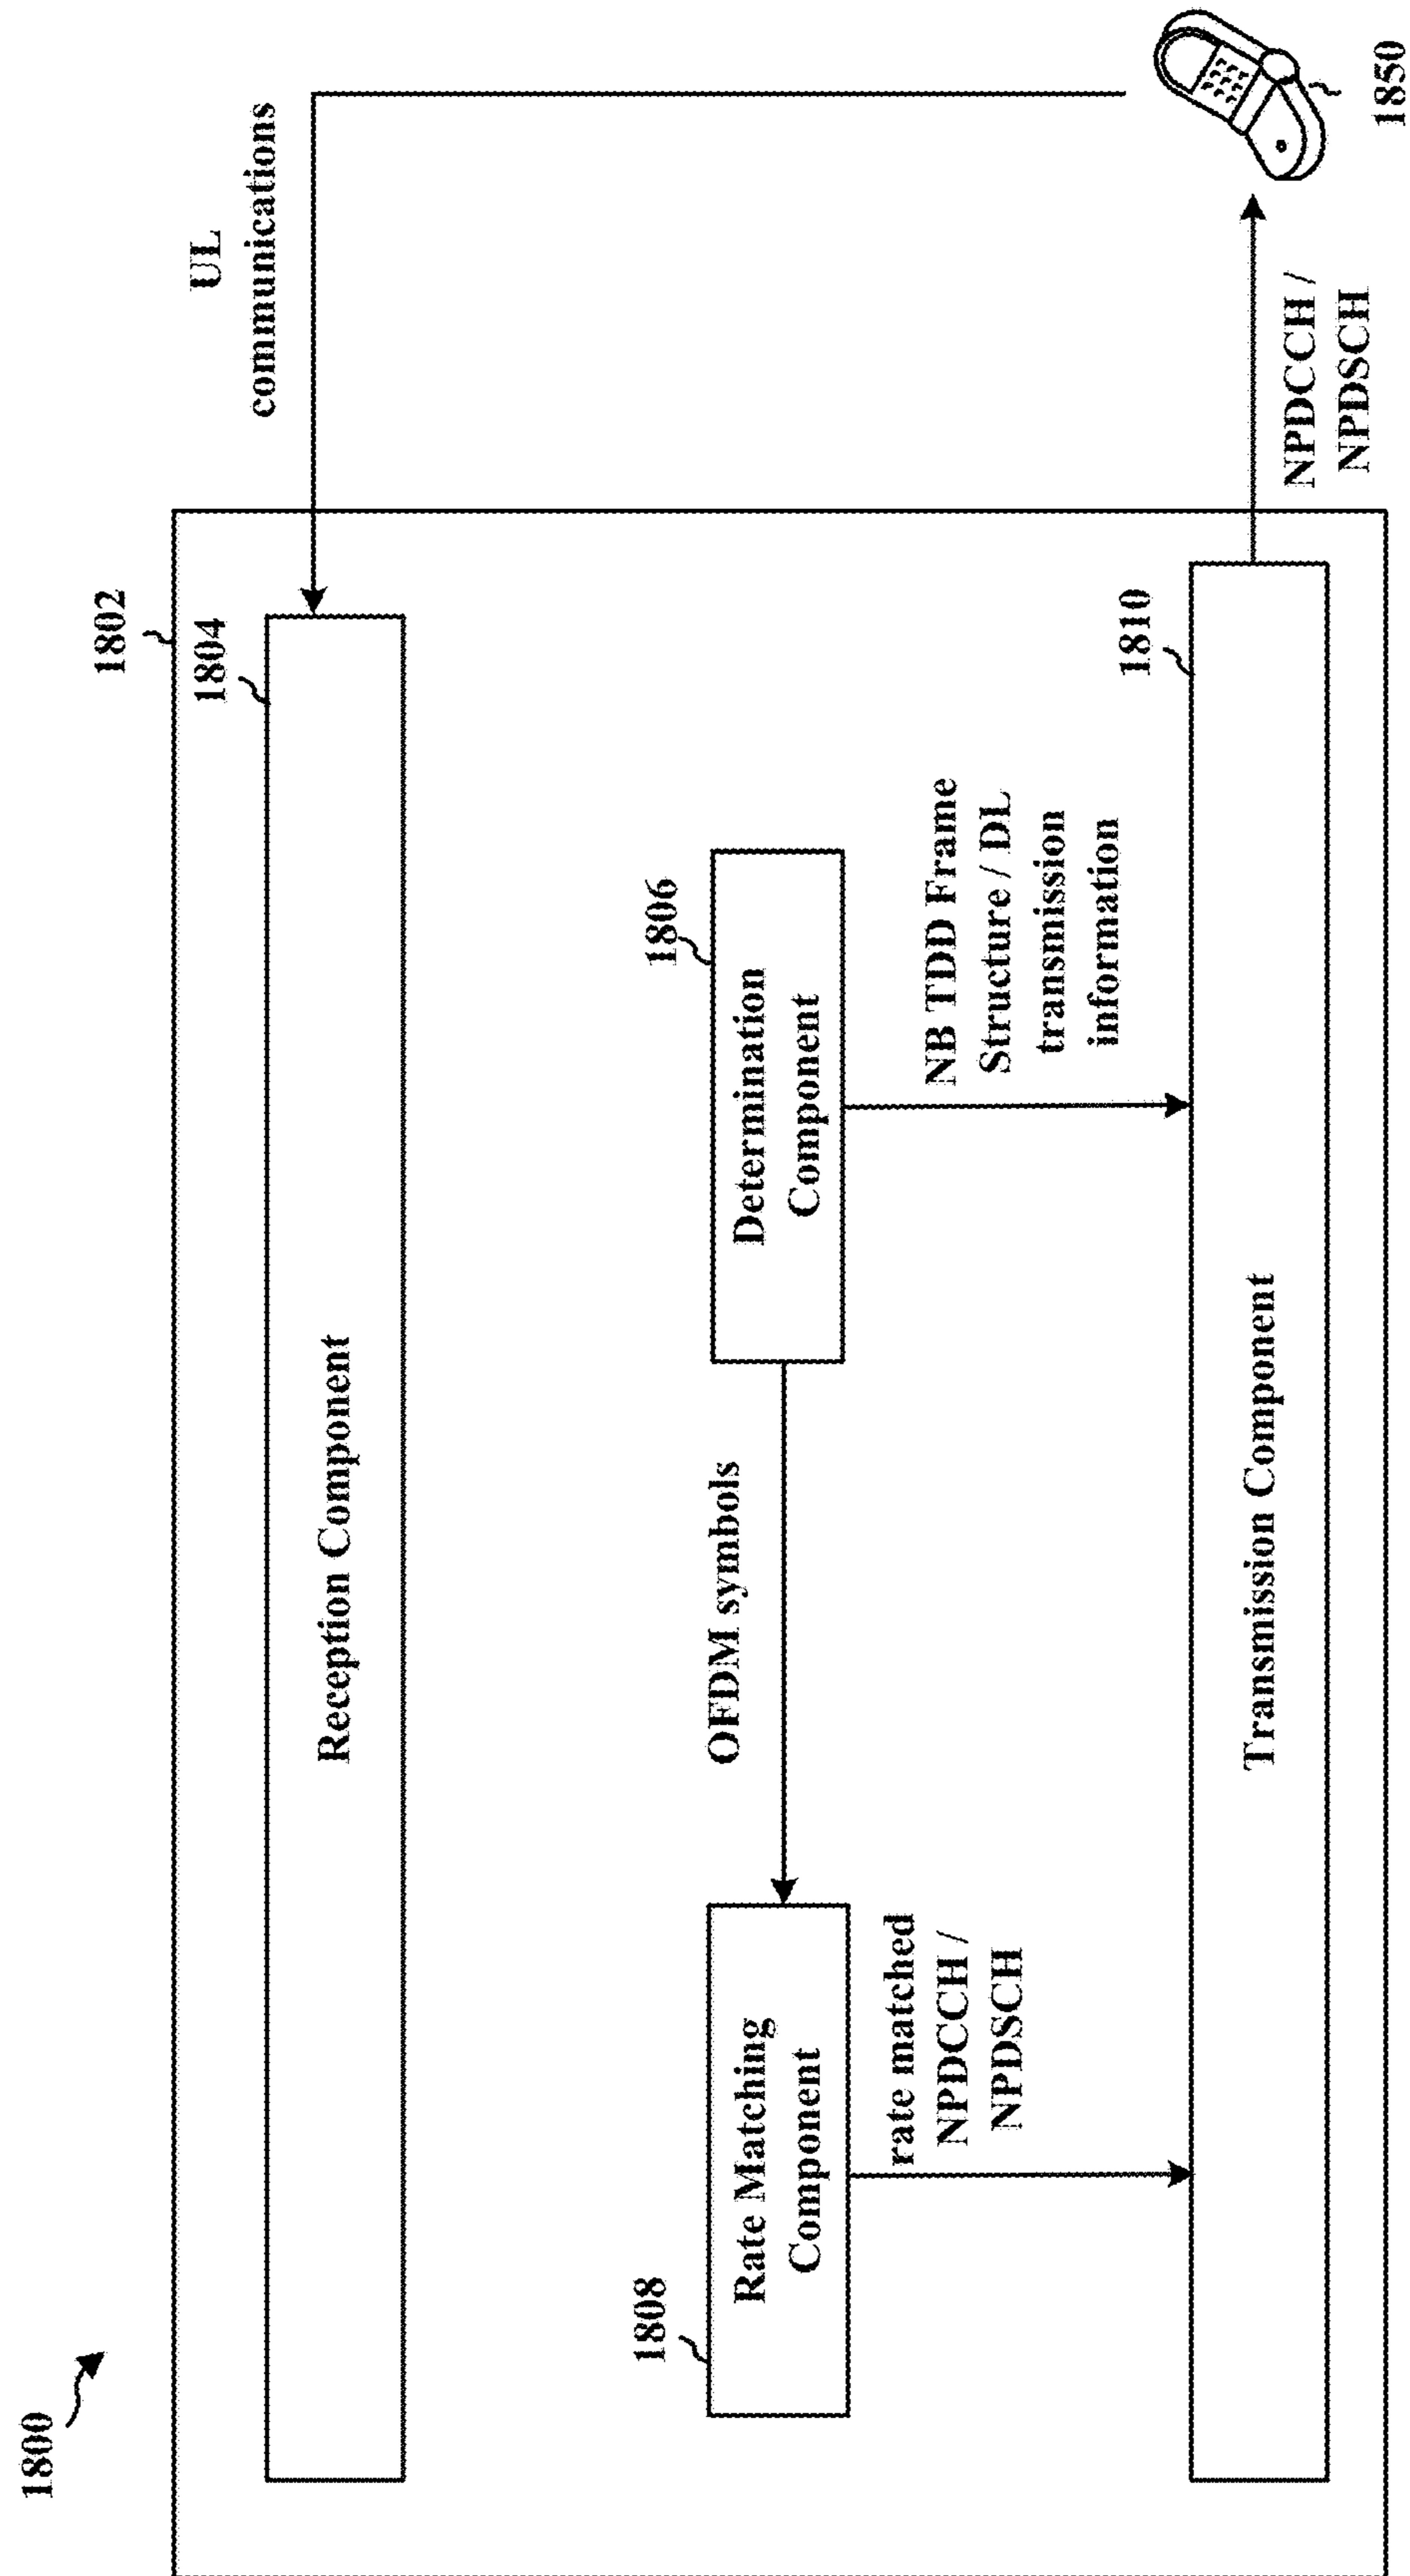 1800
1802
1804
Reception Component
UL
communications
1808
Rate Matching
Component
OFDM symbols
1806
Determination
Component
rate matched
NPDCCH /
NPDSCH
NB TDD Frame
Structure / DL
transmission
information
1810
Transmission Component
NPDCCH /
NPDSCH
1850